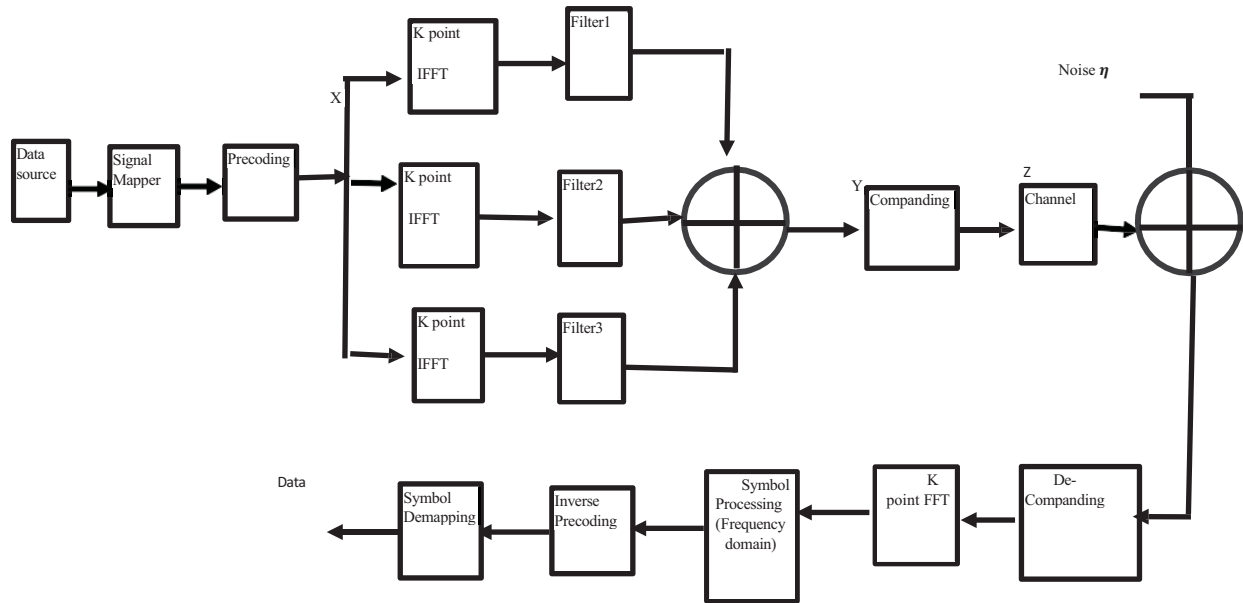 K point
IFFT
Filter1
Noise η
X
Data
source
Signal
Mapper
Precoding
K point
IFFT
Filter2
Y
Companding
Z
Channel
K point
IFFT
Filter3
Data
Symbol
Demapping
Inverse
Precoding
Symbol
Processing
(Frequency
domain)
K
point FFT
De-
Companding